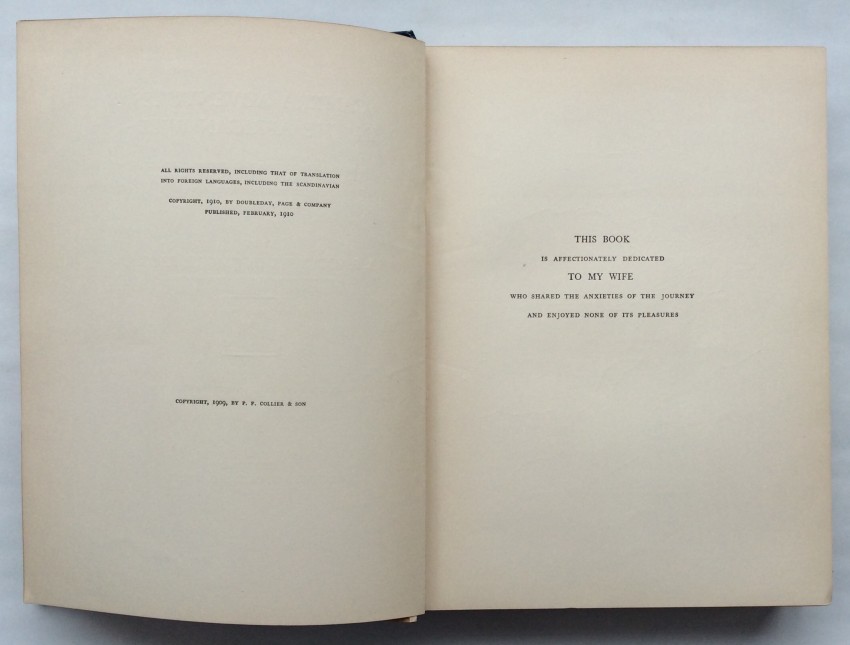 ALL RIGHTS RESERVED, INCLUDING THAT OF TRANSLATION
INTO FOREIGN LANGUAGES, INCLUDING THE SCANDINAVIAN
COPYRIGHT, 1910, BY DOUBLEDAY, PAGE & COMPANY
PUBLISHED, FEBRUARY, 1910
COPYRIGHT, 1909, BY P. F. COLLIER & SON
THIS BOOK
IS AFFECTIONATELY DEDICATED
TO MY WIFE
WHO SHARED THE ANXIETIES OF THE JOURNEY
AND ENJOYED NONE OF ITS PLEASURES